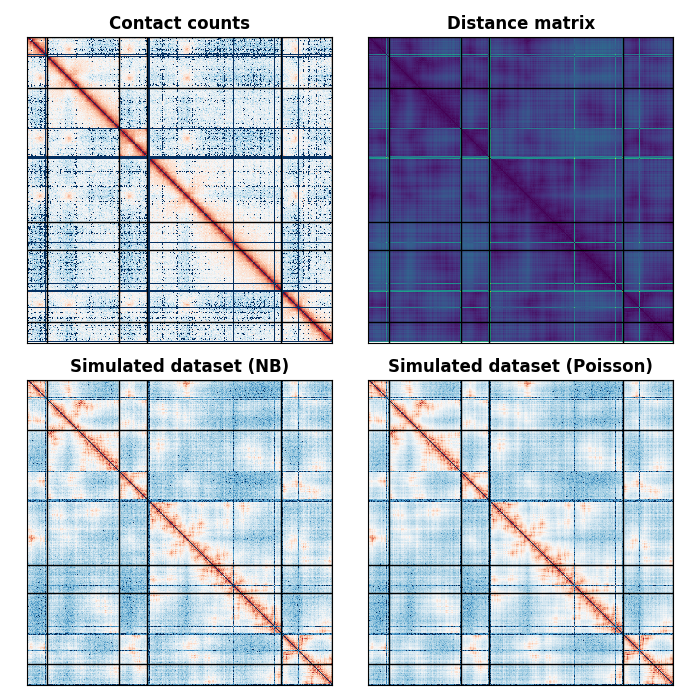 Contact counts
Distance matrix
Simulated dataset (NB)
Simulated dataset (Poisson)